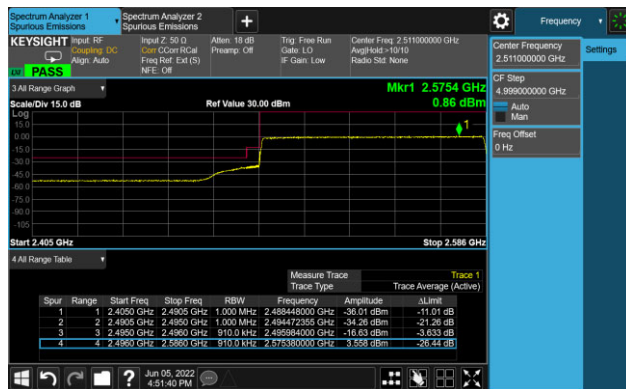 Spectrum Analyzer 1
Spurious Emissions
Spectrum Analyzer 2
Spurious Emissions
Frequency
KEYSIGHT
Input: RF
Coupling: DC
Align: Auto
Input Z: 50 Ω
Corr CCorr RCal
Freq Ref: Ext (S)
NFE: Off
Atten: 18 dB
Preamp: Off
Trig: Free Run
Gate: LO
IF Gain: Low
Center Freq: 2.511000000 GHz
Avg|Hold:>10/10
Radio Std: None
PASS
Center Frequency
2.511000000 GHz
Settings
CF Step
4.999000000 GHz
Auto
Man
Freq Offset
0 Hz
3 All Range Graph
Mkr1 2.5754 GHz
Scale/Div 15.0 dB
Ref Value 30.00 dBm
0.86 dBm
Log
15.0
0.00
-15.0
-30.0
-45.0
-60.0
-75.0
-90.0
-105
1
Start 2.405 GHz
Stop 2.586 GHz
4 All Range Table
Measure Trace Trace 1
Trace Type Trace Average (Active)
Spur Range Start Freq Stop Freq RBW Frequency Amplitude ΔLimit
1 1 2.4050 GHz 2.4905 GHz 1.000 MHz 2.488448000 GHz -36.01 dBm -11.01 dB
2 2 2.4905 GHz 2.4950 GHz 1.000 MHz 2.494472355 GHz -34.26 dBm -21.26 dB
3 3 2.4950 GHz 2.4960 GHz 910.0 kHz 2.495984000 GHz -16.63 dBm -3.633 dB
4 4 2.4960 GHz 2.5860 GHz 910.0 kHz 2.575380000 GHz 3.558 dBm -26.44 dB
Jun 05, 2022
4:51:40 PM